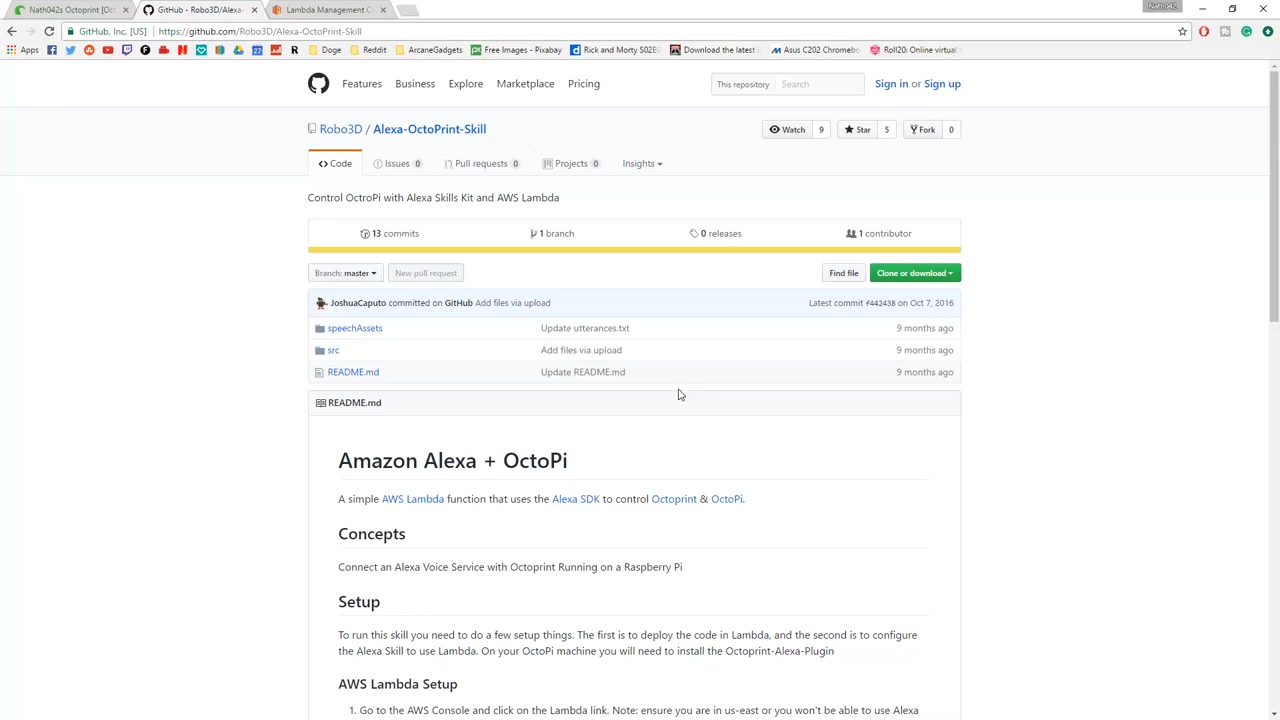 Nath042s Octoprint [Oct
GitHub - Robo3D/Alexa-
Lambda Management C
Nath042
GitHub, Inc. [US]
https://github.com/Robo3D/Alexa-OctoPrint-Skill
Apps
Doge
Reddit
ArcaneGadgets
Free Images - Pixabay
Rick and Morty S02E0
Download the latest i
Asus C202 Chromebo
Roll20: Online virtual
Features
Business
Explore
Marketplace
Pricing
This repository
Search
Sign in or Sign up
Robo3D / Alexa-OctoPrint-Skill
Watch 9
Star 5
Fork 0
Code
Issues 0
Pull requests 0
Projects 0
Insights
Control OctroPi with Alexa Skills Kit and AWS Lambda
13 commits
1 branch
0 releases
1 contributor
Branch: master
New pull request
Find file
Clone or download
JoshuaCaputo committed on GitHub Add files via upload
Latest commit f442438 on Oct 7, 2016
speechAssets
Update utterances.txt
9 months ago
src
Add files via upload
9 months ago
README.md
Update README.md
9 months ago
README.md
Amazon Alexa + OctoPi
A simple AWS Lambda function that uses the Alexa SDK to control Octoprint & OctoPi.
Concepts
Connect an Alexa Voice Service with Octoprint Running on a Raspberry Pi
Setup
To run this skill you need to do a few setup things. The first is to deploy the code in Lambda, and the second is to configure
the Alexa Skill to use Lambda. On your OctoPi machine you will need to install the Octoprint-Alexa-Plugin
AWS Lambda Setup
1. Go to the AWS Console and click on the Lambda link. Note: ensure you are in us-east or you won't be able to use Alexa